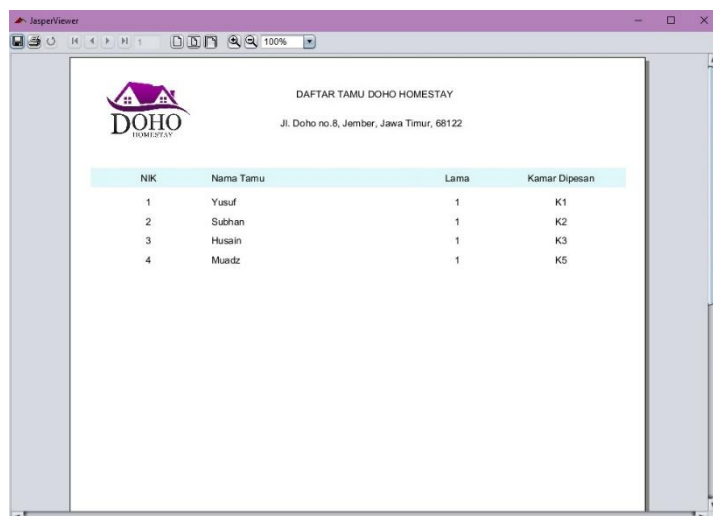 JasperViewer
1
100%
DOHO
HOMESTAY
DAFTAR TAMU DOHO HOMESTAY
Jl. Doho no.8, Jember, Jawa Timur, 68122
NIK Nama Tamu Lama Kamar Dipesan
1 Yusuf 1 K1
2 Subhan 1 K2
3 Husain 1 K3
4 Muadz 1 K5